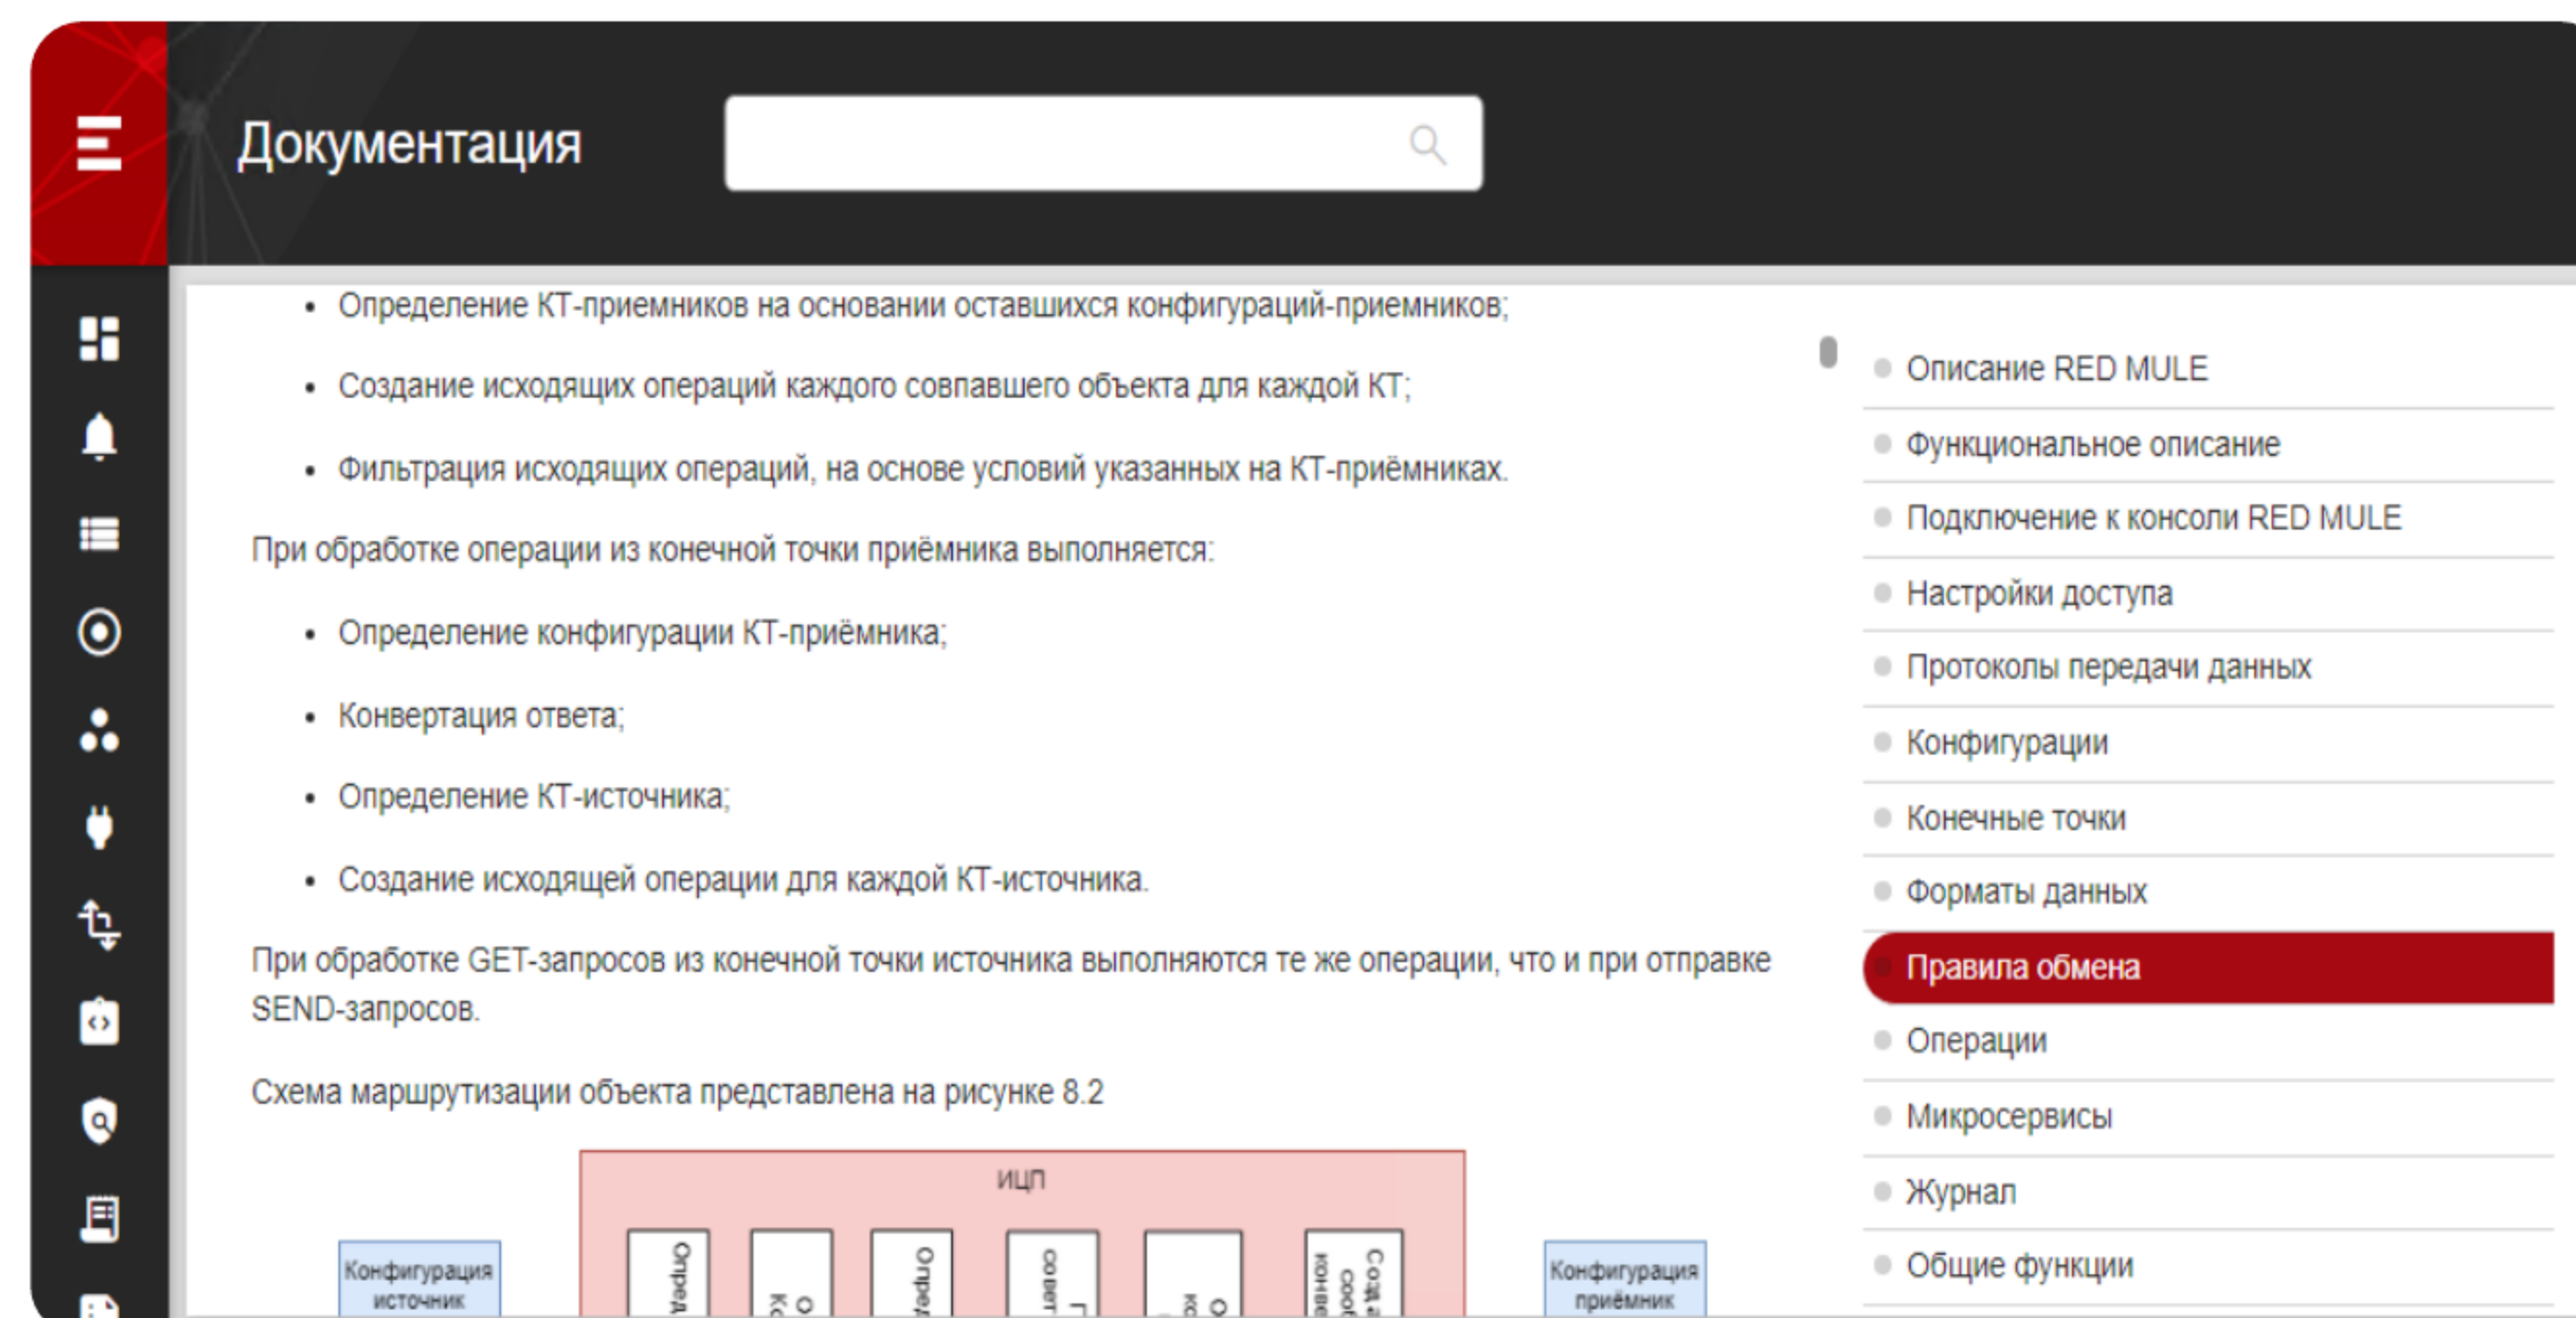 Документация
Определение КТ-приемников на основании оставшихся конфигураций-приемников;
Создание исходящих операций каждого совпавшего объекта для каждой КТ;
Фильтрация исходящих операций, на основе условий указанных на КТ-приёмниках.
При обработке операции из конечной точки приёмника выполняется:
Определение конфигурации КТ-приёмника;
Конвертация ответа;
Определение КТ-источника;
Создание исходящей операции для каждой КТ-источника.
При обработке GET-запросов из конечной точки источника выполняются те же операции, что и при отправке
SEND-запросов.
Схема маршрутизации объекта представлена на рисунке 8.2
ИЦП
Конфигурация
источник
Конфигурация
приёмник
Описание RED MULE
Функциональное описание
Подключение к консоли RED MULE
Настройки доступа
Протоколы передачи данных
Конфигурации
Конечные точки
Форматы данных
Правила обмена
Операции
Микросервисы
Журнал
Общие функции